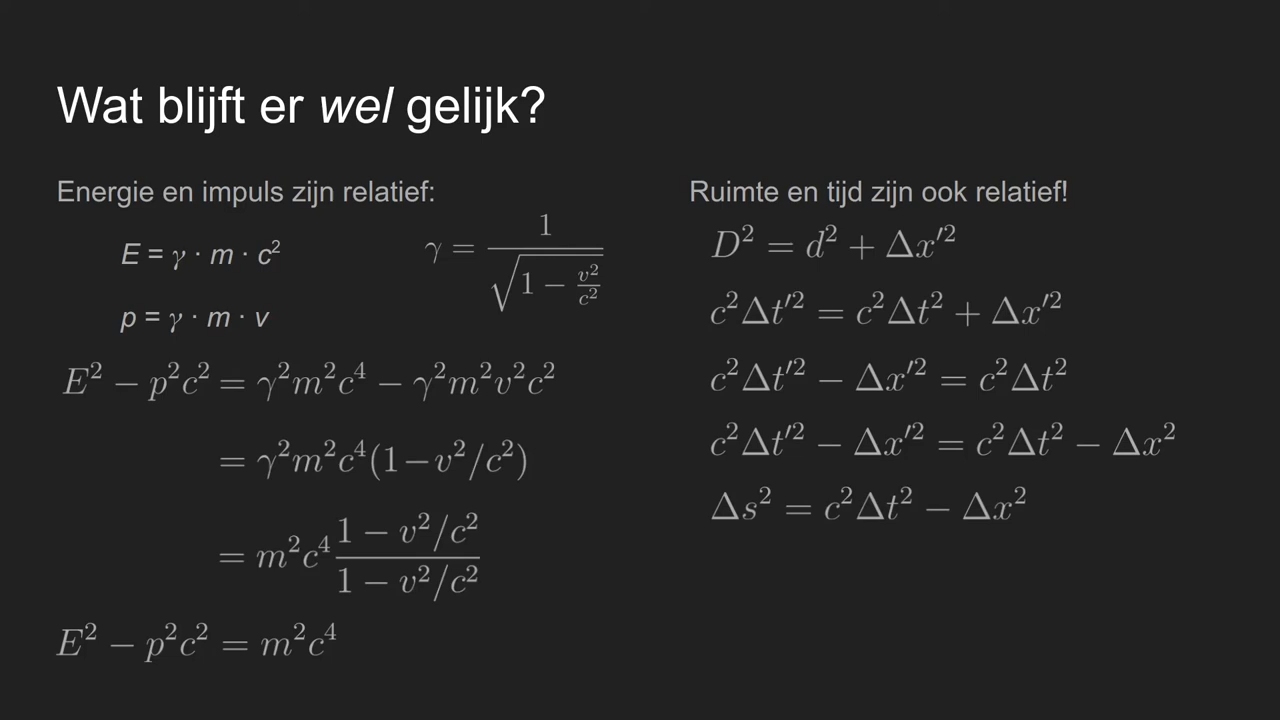 Wat blijft er wel gelijk?
Energie en impuls zijn relatief:
E = γ · m · c²
γ = 1 / √(1 − v²/c²)
p = γ · m · v
E² − p²c² = γ²m²c⁴ − γ²m²v²c²
= γ²m²c⁴(1−v²/c²)
= m²c⁴ (1 − v²/c²) / (1 − v²/c²)
E² − p²c² = m²c⁴
Ruimte en tijd zijn ook relatief!
D² = d² + Δx′²
c²Δt′² = c²Δt² + Δx′²
c²Δt′² − Δx′² = c²Δt²
c²Δt′² − Δx′² = c²Δt² − Δx²
Δs² = c²Δt² − Δx²